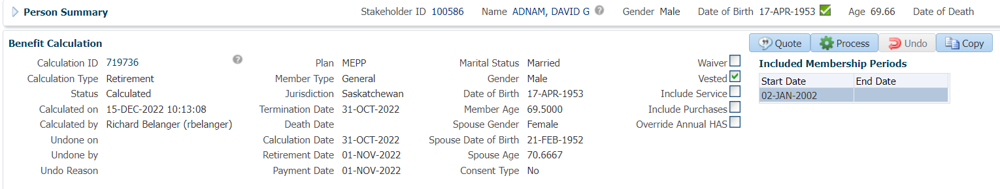 Person Summary Stakeholder ID 100586 Name ADNAM, DAVID G Gender Male Date of Birth 17-APR-1953 Age 69.66 Date of Death
Benefit Calculation Quote Process Undo Copy
Calculation ID 719736 Plan MEPP Marital Status Married Waiver Included Membership Periods
Calculation Type Retirement Member Type General Gender Male Vested Start Date End Date
Status Calculated Jurisdiction Saskatchewan Date of Birth 17-APR-1953 Include Service 02-JAN-2002
Calculated on 15-DEC-2022 10:13:08 Termination Date 31-OCT-2022 Member Age 69.5000 Include Purchases
Calculated by Richard Belanger (rbelanger) Death Date Spouse Gender Female Override Annual HAS
Undone on Calculation Date 31-OCT-2022 Spouse Date of Birth 21-FEB-1952
Undone by Retirement Date 01-NOV-2022 Spouse Age 70.6667
Undo Reason Payment Date 01-NOV-2022 Consent Type No